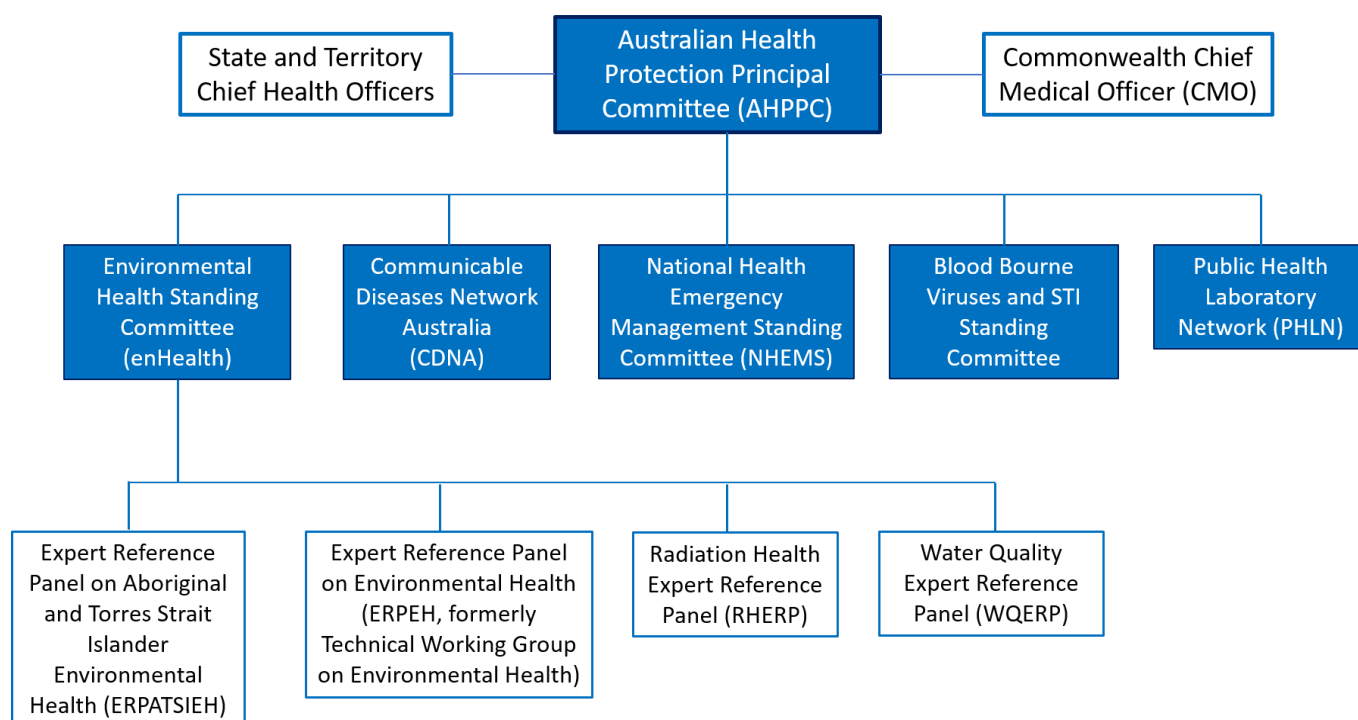 State and Territory
Chief Health Officers
Australian Health
Protection Principal
Committee (AHPPC)
Commonwealth Chief
Medical Officer (CMO)
Environmental
Health Standing
Committee
(enHealth)
Communicable
Diseases Network
Australia
(CDNA)
National Health
Emergency
Management Standing
Committee (NHEMS)
Blood Bourne
Viruses and STI
Standing
Committee
Public Health
Laboratory
Network (PHLN)
Expert Reference
Panel on Aboriginal
and Torres Strait
Islander
Environmental
Health (ERPATSIEH)
Expert Reference Panel
on Environmental Health
(ERPEH, formerly
Technical Working Group
on Environmental Health)
Radiation Health
Expert Reference
Panel (RHERP)
Water Quality
Expert Reference
Panel (WQERP)